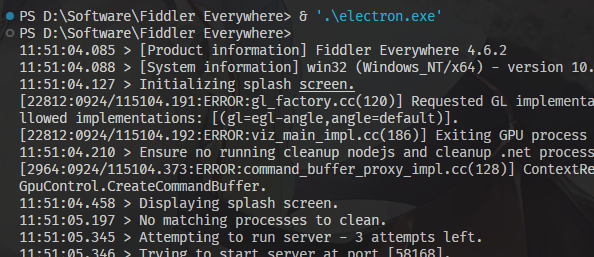 PS D:\Software\Fiddler Everywhere> & '.\electron.exe'
PS D:\Software\Fiddler Everywhere>
11:51:04.085 > [Product information] Fiddler Everywhere 4.6.2
11:51:04.088 > [System information] win32 (Windows_NT/x64) - version 10.
11:51:04.127 > Initializing splash screen.
[22812:0924/115104.191:ERROR:gl_factory.cc(120)] Requested GL implementa
llowed implementations: [(gl=egl-angle,angle=default)].
[22812:0924/115104.192:ERROR:viz_main_impl.cc(186)] Exiting GPU process
11:51:04.210 > Ensure no running cleanup nodejs and cleanup .net process
[2964:0924/115104.373:ERROR:command_buffer_proxy_impl.cc(128)] ContextRe
GpuControl.CreateCommandBuffer.
11:51:04.458 > Displaying splash screen.
11:51:05.197 > No matching processes to clean.
11:51:05.345 > Attempting to run server - 3 attempts left.
11:51:05.346 > Trying to start server at port [58168].